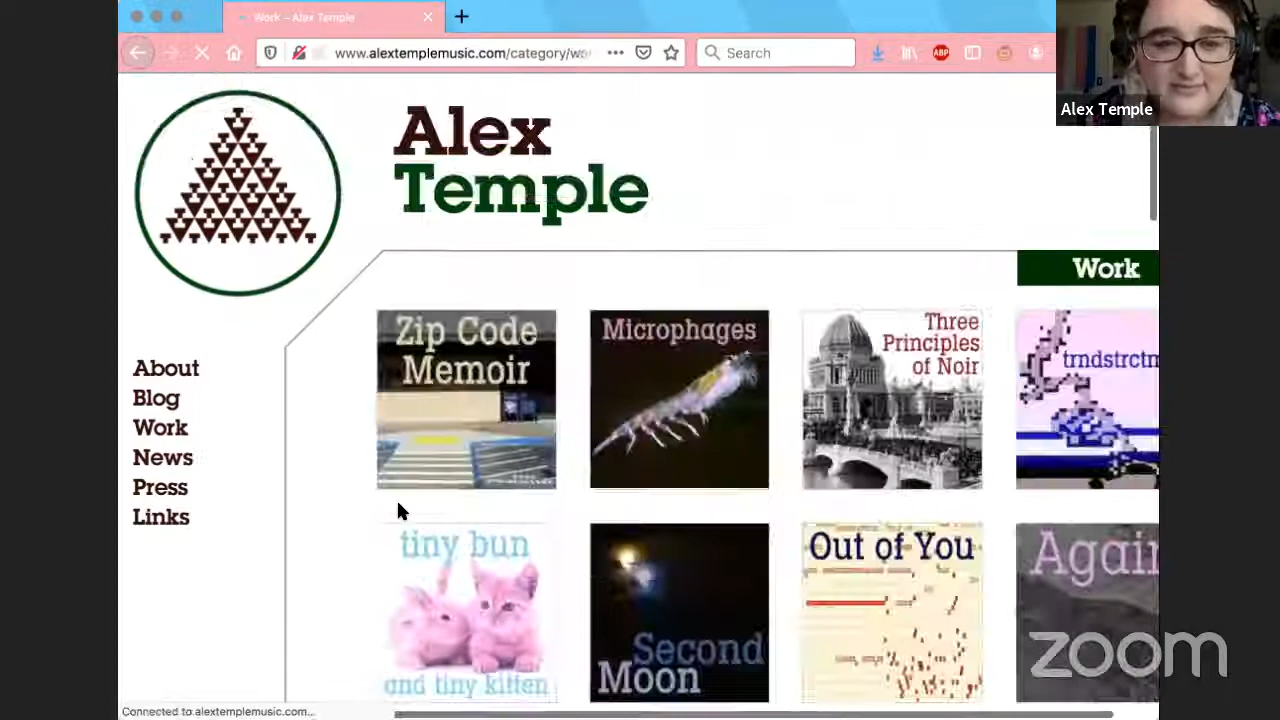 Work – Alex Temple
www.alextemplemusic.com/category/wo
Search
ABP
Alex Temple
Alex
Temple
Work
About
Blog
Work
News
Press
Links
Zip Code
Memoir
Microphages
Three
Principles
of Noir
trndstrctn
tiny bun
and tiny kitten
Second
Moon
Out of You
Again
zoom
Connected to alextemplemusic.com...